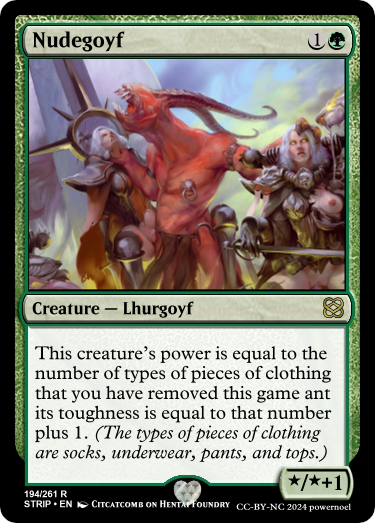 Nudegoyf 1
Creature — Lhurgoyf
This creature's power is equal to the
number of types of pieces of clothing
that you have removed this game ant
its toughness is equal to that number
plus 1. (The types of pieces of clothing
are socks, underwear, pants, and tops.)
★/★+1
194/261 R
STRIP • EN Citcatcomb on Hentai Foundry
CC-BY-NC 2024 powernoel